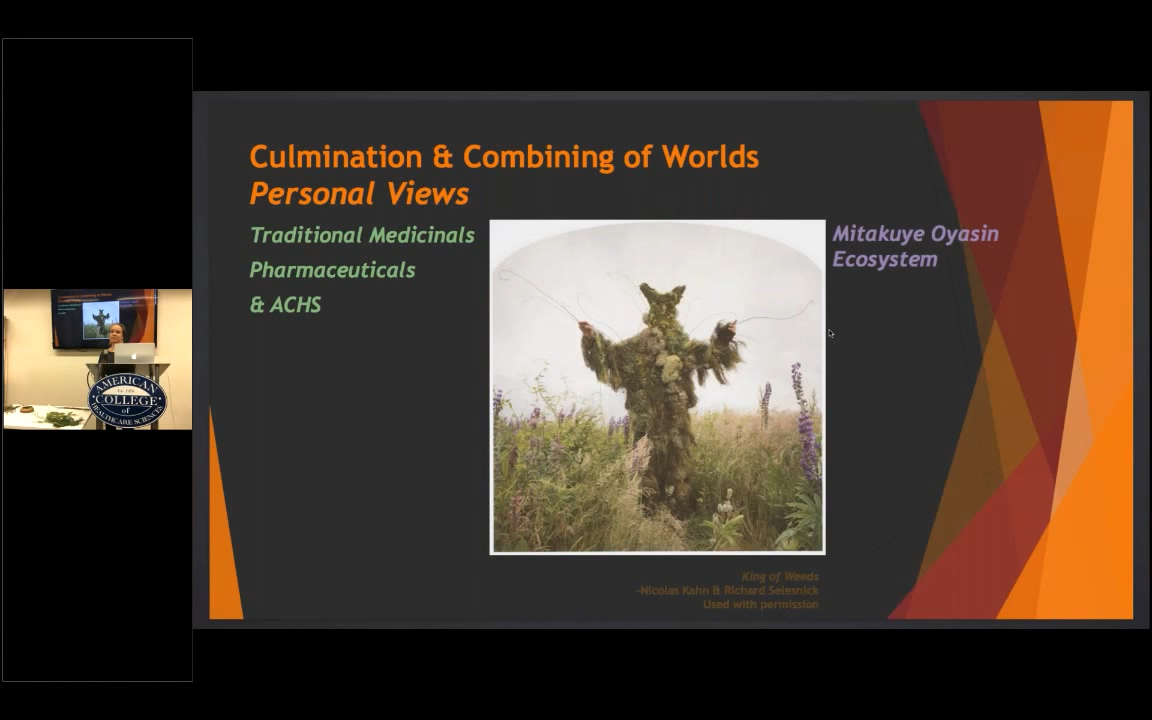 Culmination & Combining of Worlds
Personal Views
Traditional Medicinals
Pharmaceuticals
& ACHS
Mitakuye Oyasin
Ecosystem
King of Weeds
-Nicolas Kahn & Richard Selesnick
Used with permission
AMERICAN
COLLEGE
of
HEALTHCARE SCIENCES